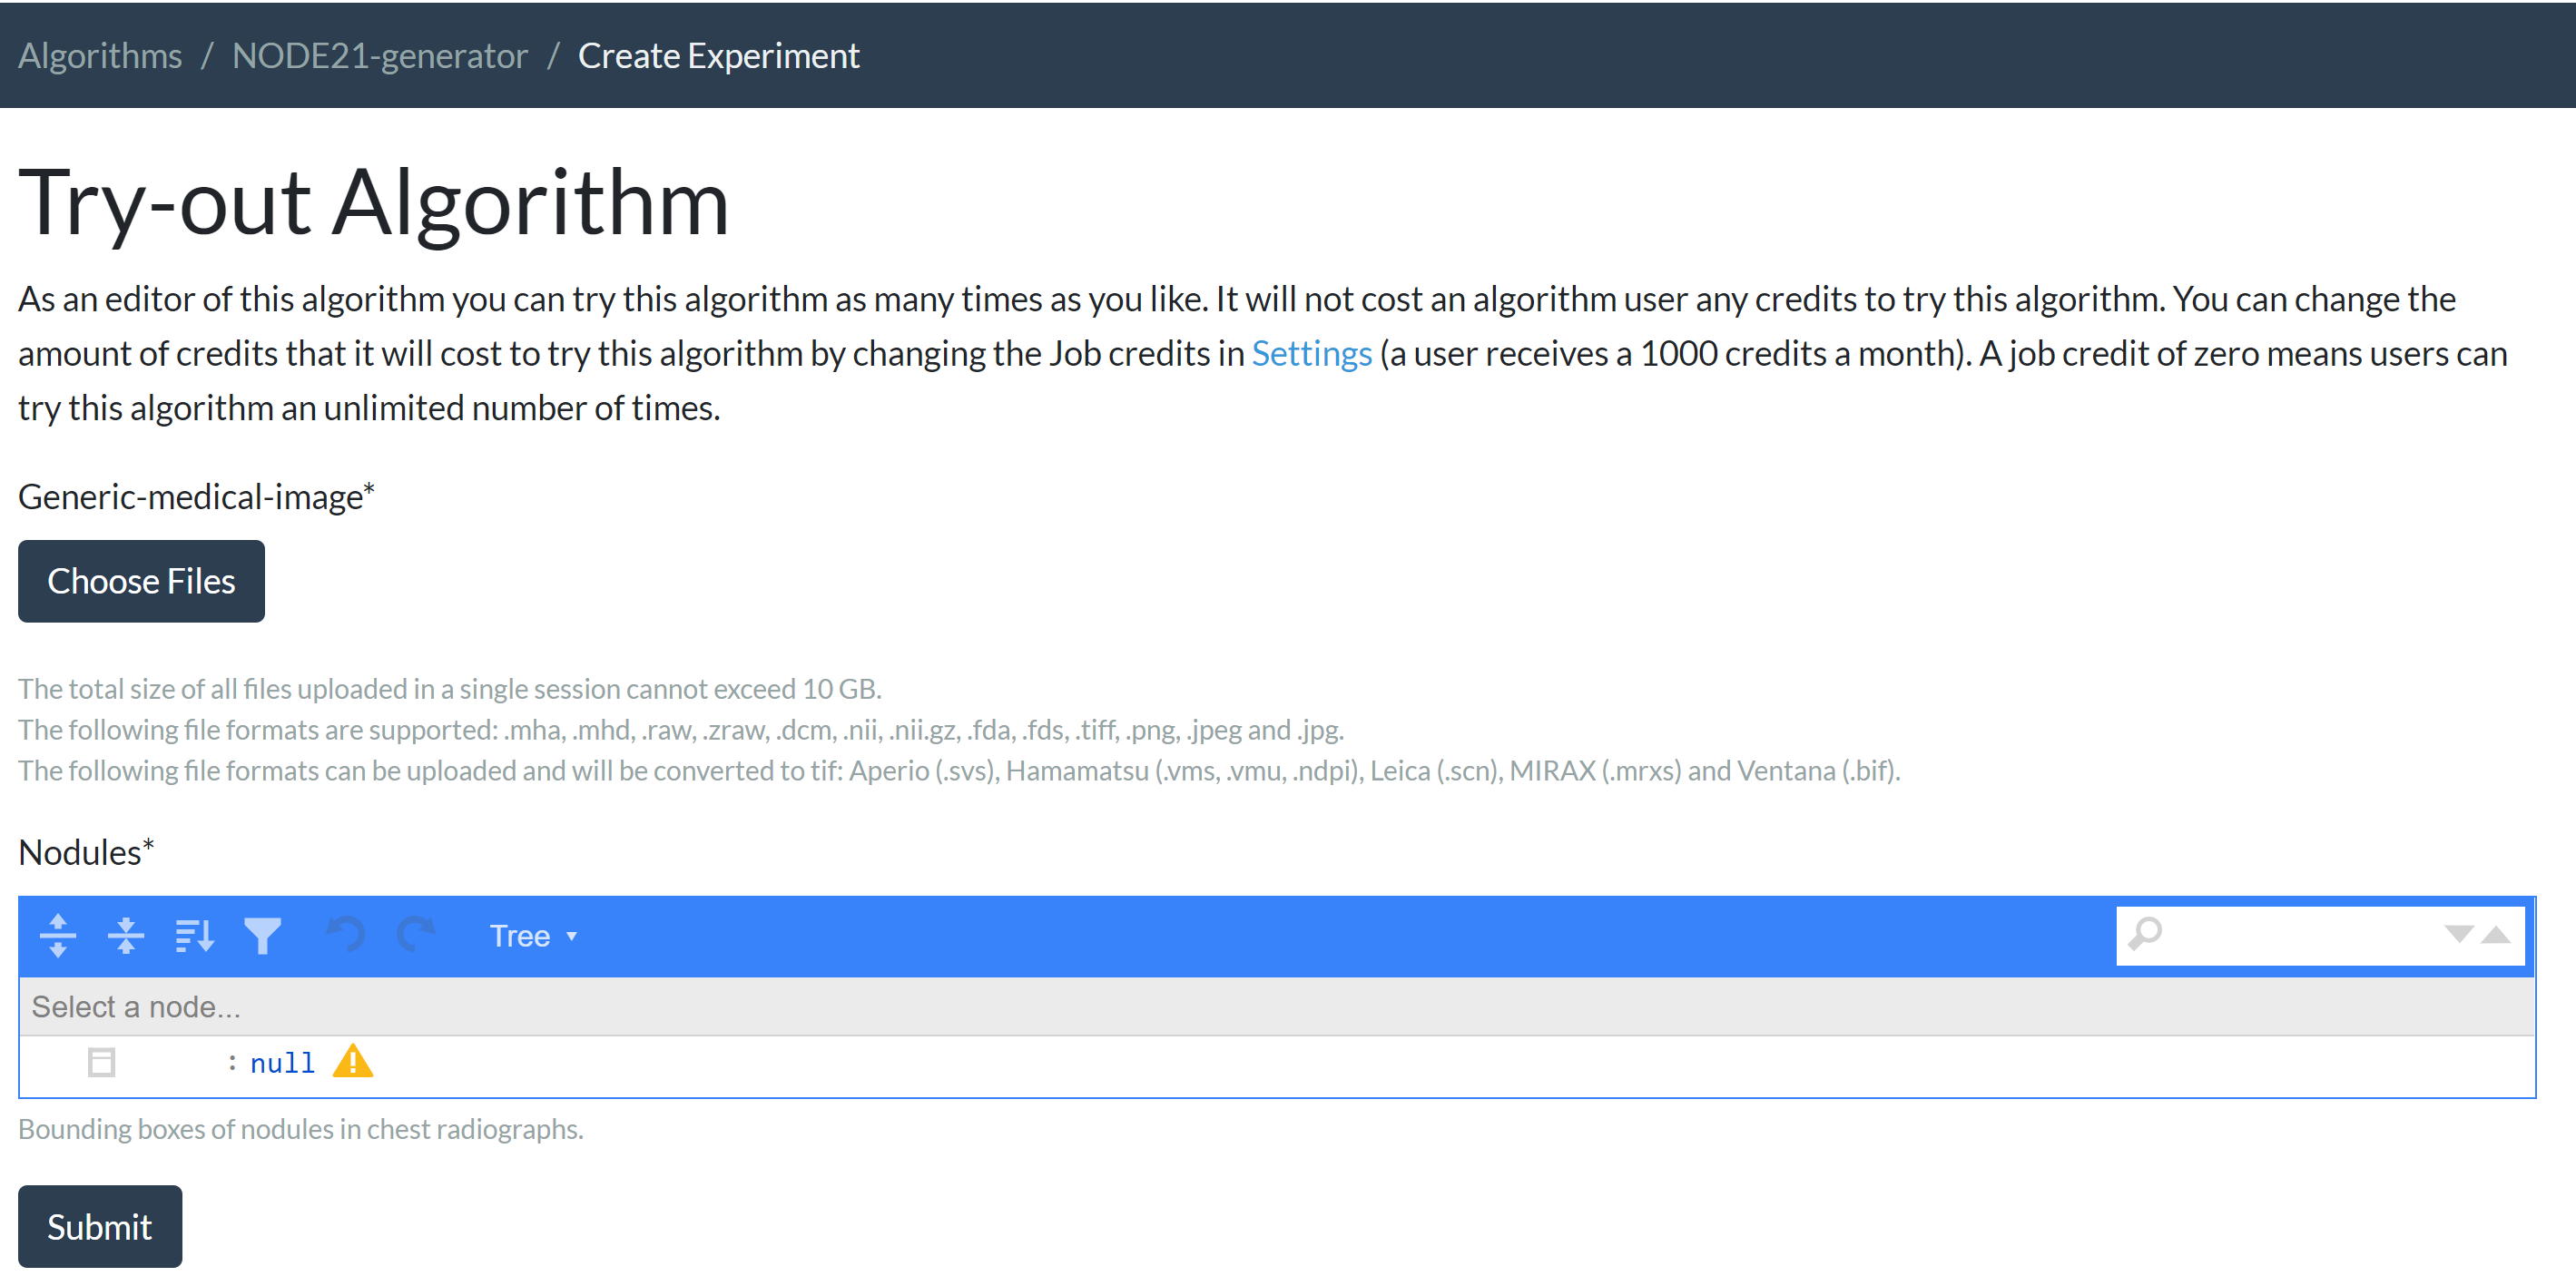 Algorithms / NODE21-generator / Create Experiment
Try-out Algorithm
As an editor of this algorithm you can try this algorithm as many times as you like. It will not cost an algorithm user any credits to try this algorithm. You can change the
amount of credits that it will cost to try this algorithm by changing the Job credits in Settings (a user receives a 1000 credits a month). A job credit of zero means users can
try this algorithm an unlimited number of times.
Generic-medical-image*
Choose Files
The total size of all files uploaded in a single session cannot exceed 10 GB.
The following file formats are supported: .mha, .mhd, .raw, .zraw, .dcm, .nii, .nii.gz, .fda, .fds, .tiff, .png, .jpeg and .jpg.
The following file formats can be uploaded and will be converted to tif: Aperio (.svs), Hamamatsu (.vms, .vmu, .ndpi), Leica (.scn), MIRAX (.mrxs) and Ventana (.bif).
Nodules*
Tree
Select a node...
: null
Bounding boxes of nodules in chest radiographs.
Submit